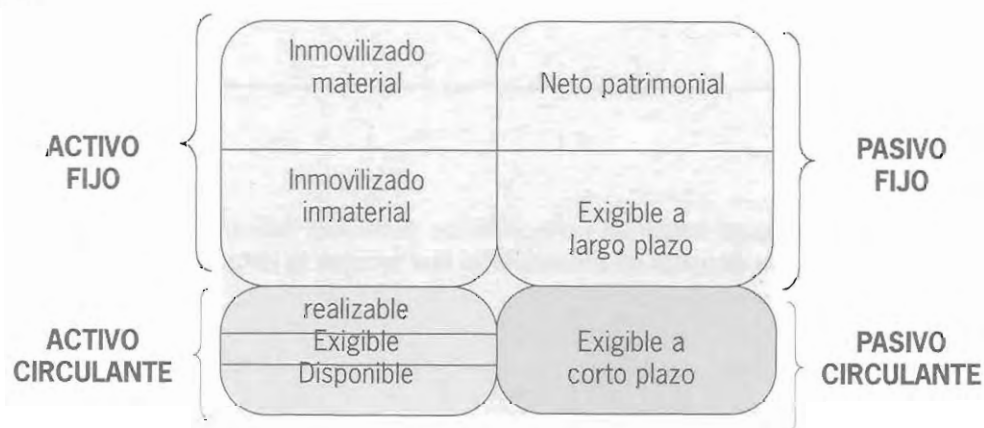 ACTIVO
FIJO
Inmovilizado
material
Inmovilizado
inmaterial
Neto patrimonial
Exigible a
largo plazo
PASIVO
FIJO
ACTIVO
CIRCULANTE
realizable
Exigible
Disponible
Exigible a
corto plazo
PASIVO
CIRCULANTE